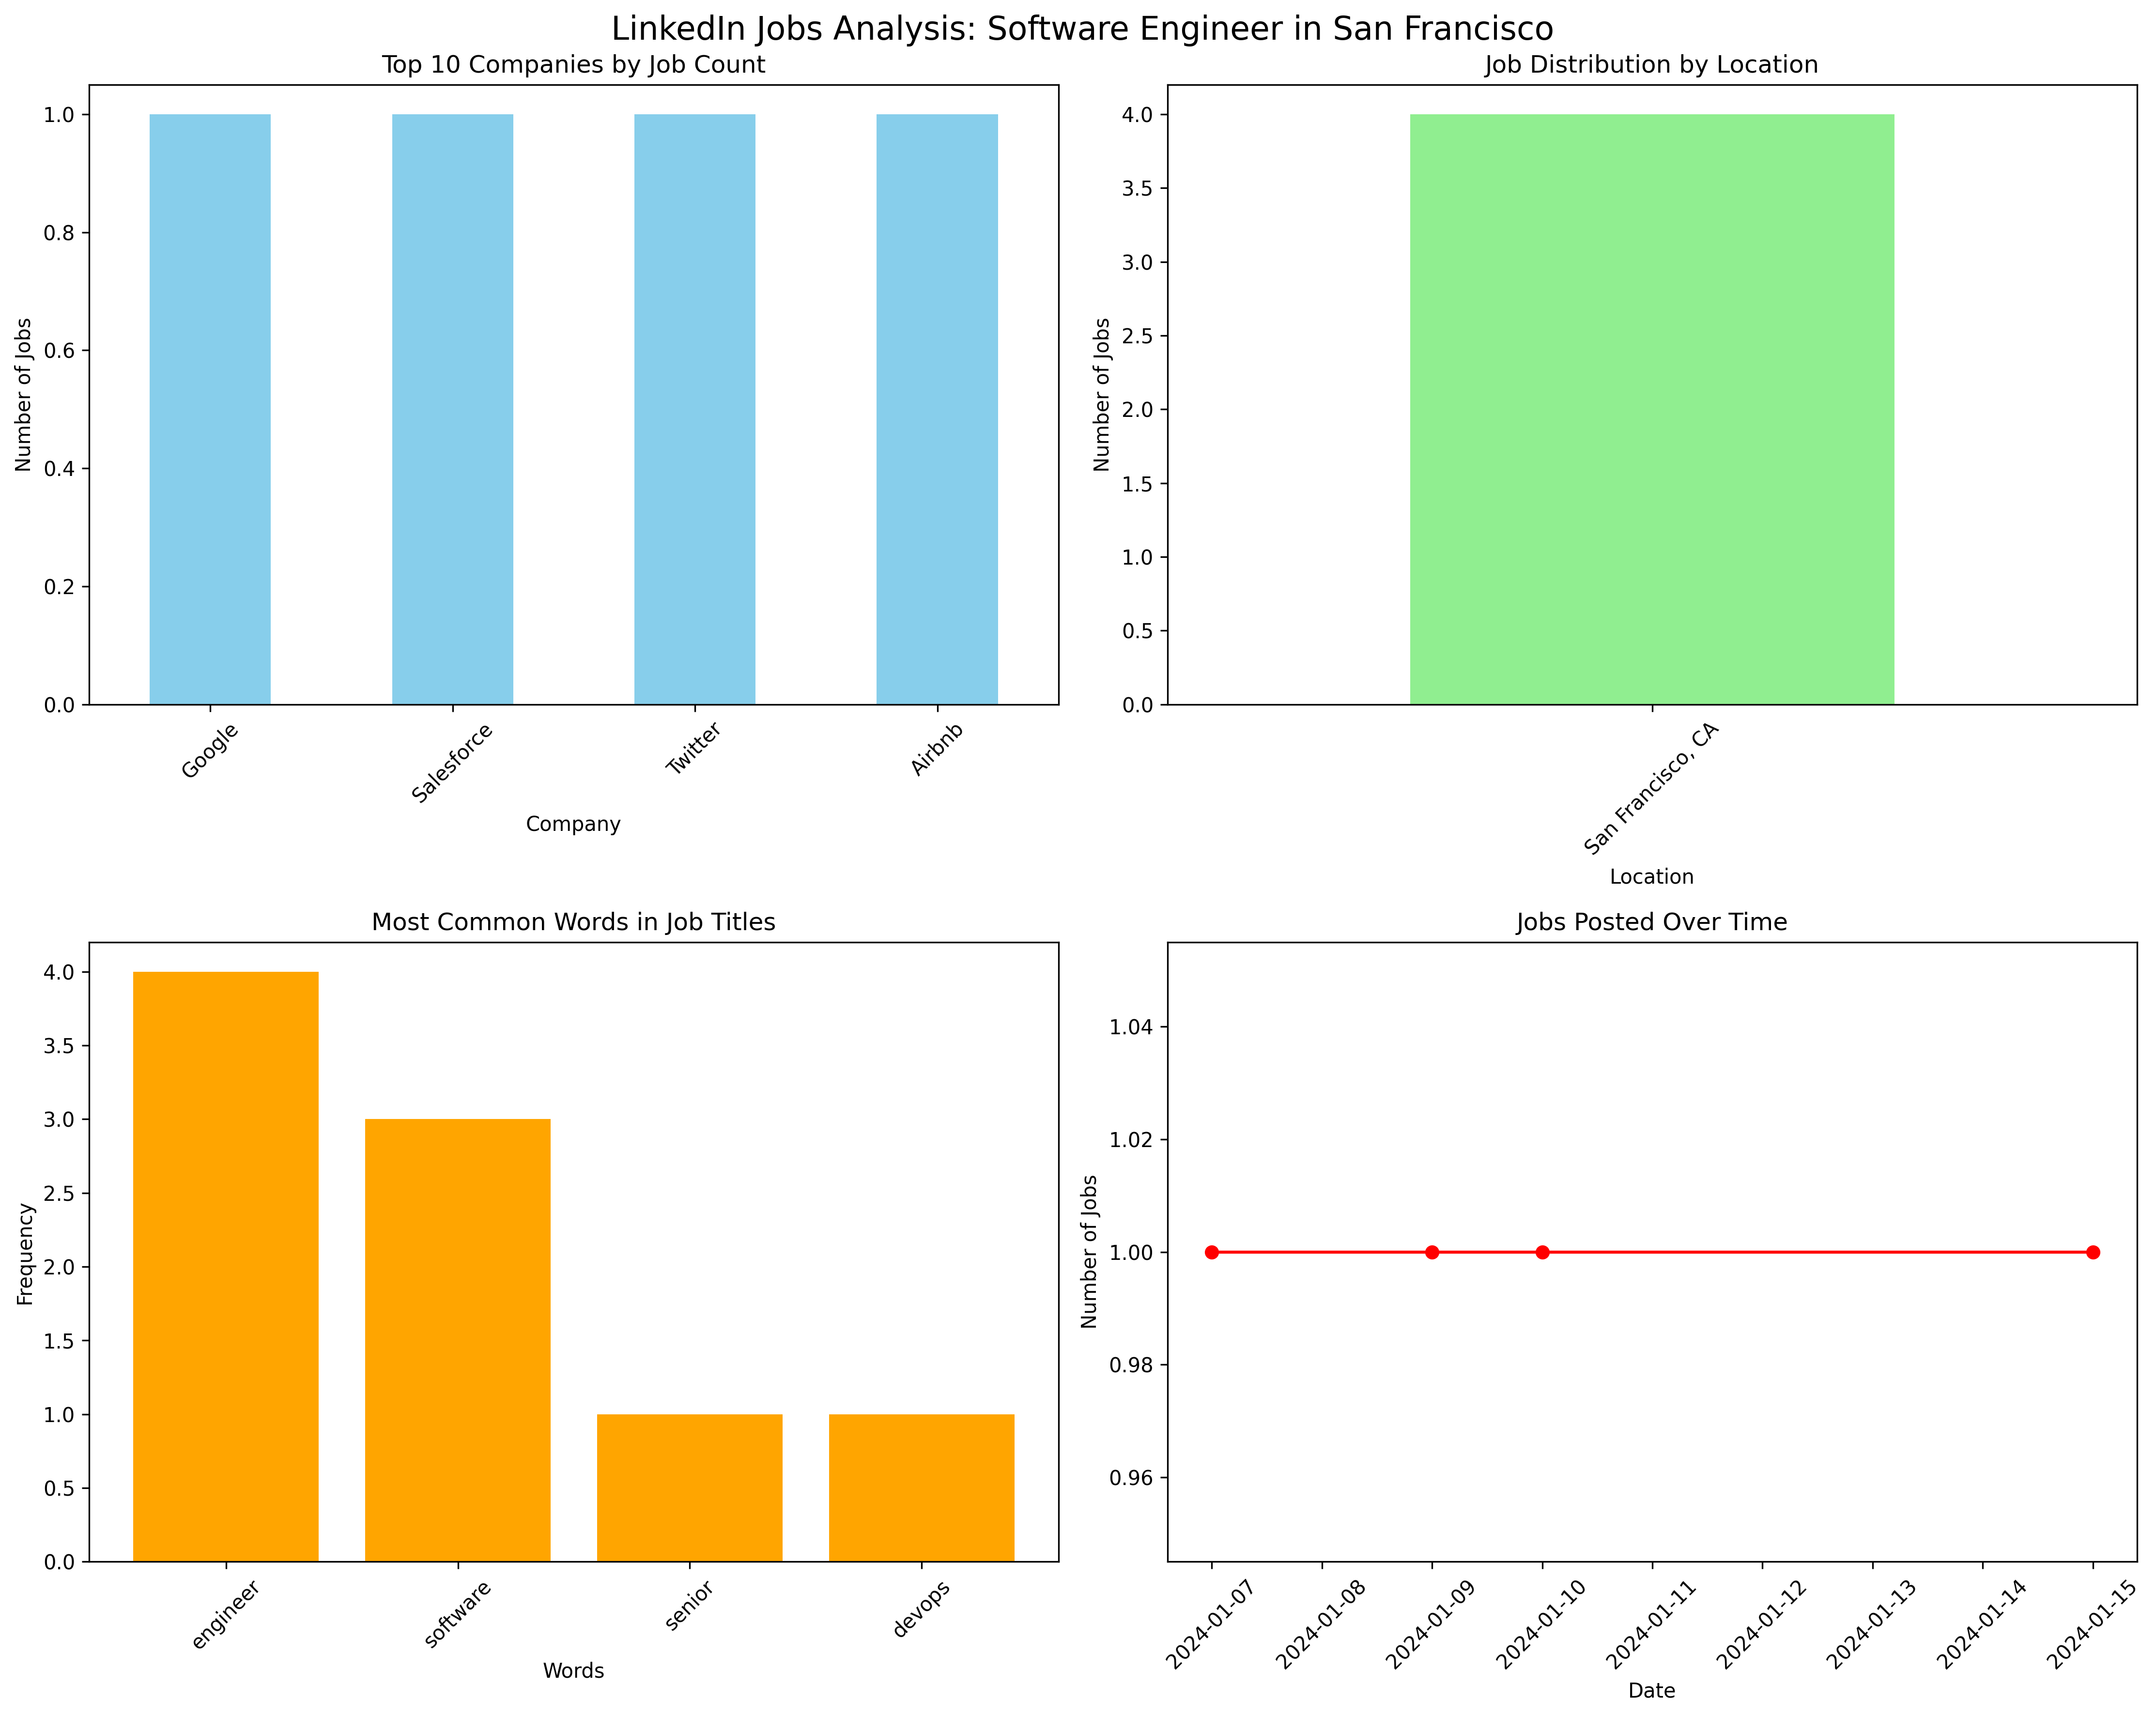 LinkedIn Jobs Analysis: Software Engineer in San Francisco
Top 10 Companies by Job Count
Number of Jobs
1.0
0.8
0.6
0.4
0.2
0.0
Google
Salesforce
Twitter
Airbnb
Company
Job Distribution by Location
Number of Jobs
4.0
3.5
3.0
2.5
2.0
1.5
1.0
0.5
0.0
San Francisco, CA
Location
Most Common Words in Job Titles
Frequency
4.0
3.5
3.0
2.5
2.0
1.5
1.0
0.5
0.0
engineer
software
senior
devops
Words
Jobs Posted Over Time
Number of Jobs
1.04
1.02
1.00
0.98
0.96
2024-01-07
2024-01-08
2024-01-09
2024-01-10
2024-01-11
2024-01-12
2024-01-13
2024-01-14
2024-01-15
Date